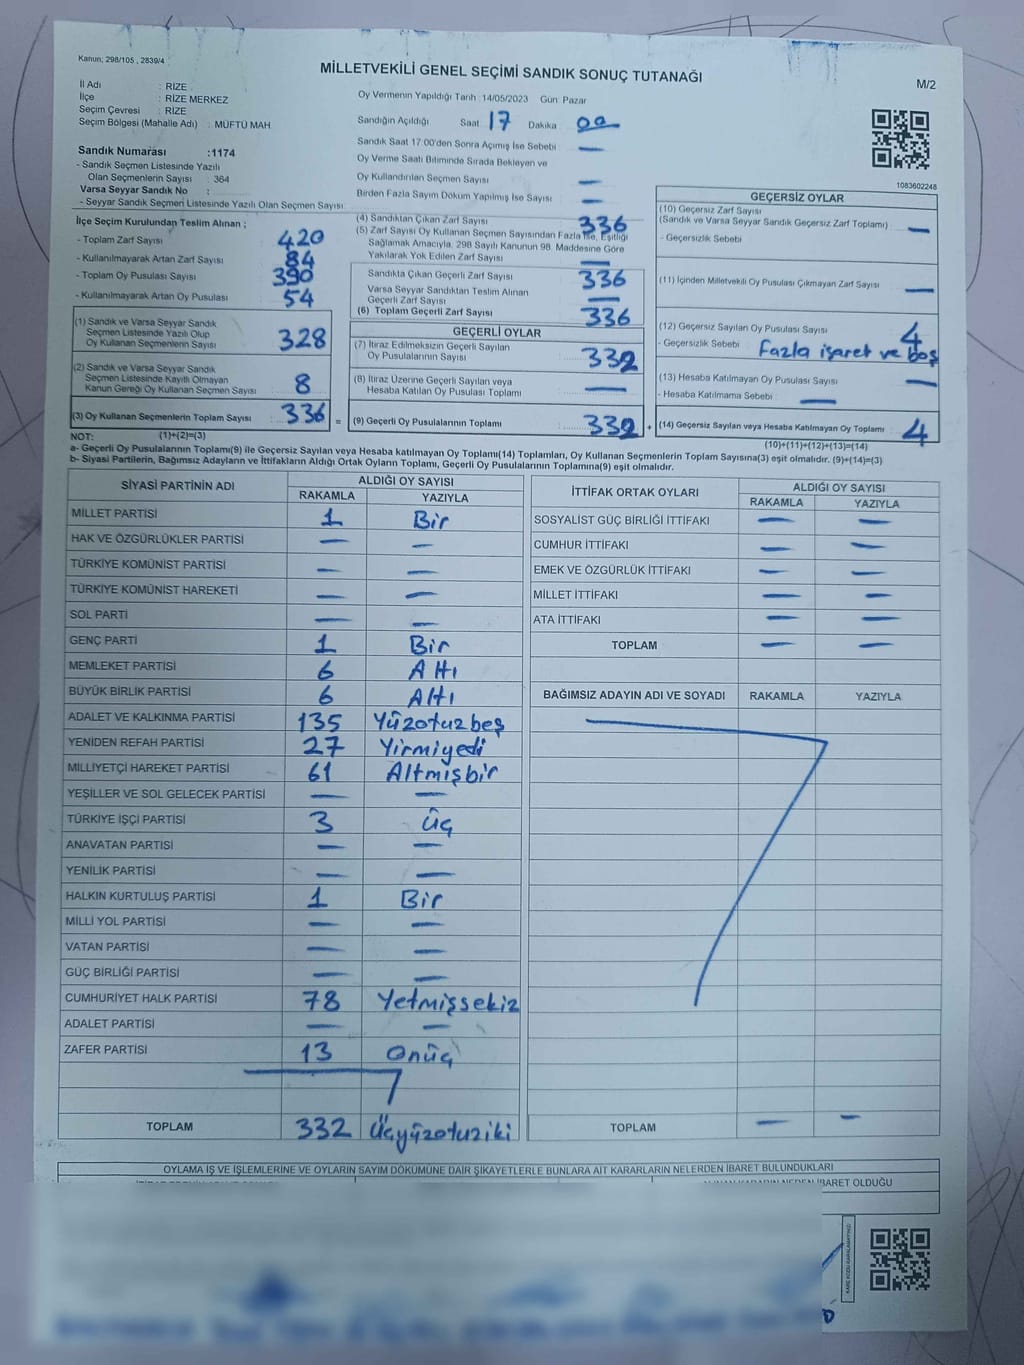 Kanun; 298/105 , 2839/4
MİLLETVEKİLİ GENEL SEÇİMİ SANDIK SONUÇ TUTANAĞI
M/2
İl Adı : RİZE
İlçe : RİZE MERKEZ
Seçim Çevresi : RİZE
Seçim Bölgesi (Mahalle Adı) : MÜFTÜ MAH
Oy Vermenin Yapıldığı Tarih :14/05/2023 Gün: Pazar
Sandığın Açıldığı Saat 17 Dakika 00
Sandık Saat 17:00'den Sonra Açımış İse Sebebi —
Oy Verme Saati Bitiminde Sırada Bekleyen ve
Oy Kullandırılan Seçmen Sayısı —
Birden Fazla Sayım Döküm Yapılmış İse Sayısı —
Sandık Numarası :1174
- Sandık Seçmen Listesinde Yazılı
Olan Seçmenlerin Sayısı : 364
Varsa Seyyar Sandık No :
- Seyyar Sandık Seçmen Listesinde Yazılı Olan Seçmen Sayısı:
1083602248
İlçe Seçim Kurulundan Teslim Alınan ;
- Toplam Zarf Sayısı 420
- Kullanılmayarak Artan Zarf Sayısı 84
- Toplam Oy Pusulası Sayısı 390
- Kullanılmayarak Artan Oy Pusulası 54
(1) Sandık ve Varsa Seyyar Sandık
Seçmen Listesinde Yazılı Olup
Oy Kullanan Seçmenlerin Sayısı 328
(2) Sandık ve Varsa Seyyar Sandık
Seçmen Listesinde Kayıtlı Olmayan
Kanun Gereği Oy Kullanan Seçmen Sayısı 8
(3) Oy Kullanan Seçmenlerin Toplam Sayısı 336 =
(4) Sandıktan Çıkan Zarf Sayısı 336
(5) Zarf Sayısı Oy Kullanan Seçmen Sayısından Fazla İse, Eşitliği
Sağlamak Amacıyla, 298 Sayılı Kanunun 98. Maddesine Göre
Yakılarak Yok Edilen Zarf Sayısı —
Sandıkta Çıkan Geçerli Zarf Sayısı 336
Varsa Seyyar Sandıktan Teslim Alınan
Geçerli Zarf Sayısı —
(6) Toplam Geçerli Zarf Sayısı 336
GEÇERLİ OYLAR
(7) İtiraz Edilmeksizin Geçerli Sayılan
Oy Pusulalarının Sayısı 332
(8) İtiraz Üzerine Geçerli Sayılan veya
Hesaba Katılan Oy Pusulası Toplamı —
(9) Geçerli Oy Pusulalarının Toplamı 332 +
GEÇERSİZ OYLAR
(10) Geçersiz Zarf Sayısı
(Sandık ve Varsa Seyyar Sandık Geçersiz Zarf Toplamı) —
- Geçersizlik Sebebi
(11) İçinden Milletvekili Oy Pusulası Çıkmayan Zarf Sayısı —
(12) Geçersiz Sayılan Oy Pusulası Sayısı 4
- Geçersizlik Sebebi Fazla işaret ve boş
(13) Hesaba Katılmayan Oy Pusulası Sayısı —
- Hesaba Katılmama Sebebi —
(14) Geçersiz Sayılan veya Hesaba Katılmayan Oy Toplamı 4
NOT: (1)+(2)=(3) (10)+(11)+(12)+(13)=(14)
a- Geçerli Oy Pusulalarının Toplamı(9) ile Geçersiz Sayılan veya Hesaba katılmayan Oy Toplamı(14) Toplamları, Oy Kullanan Seçmenlerin Toplam Sayısına(3) eşit olmalıdır. (9)+(14)=(3)
b- Siyasi Partilerin, Bağımsız Adayların ve İttifakların Aldığı Ortak Oyların Toplamı, Geçerli Oy Pusulalarının Toplamına(9) eşit olmalıdır.
SİYASİ PARTİNİN ADI ALDIĞI OY SAYISI
RAKAMLA YAZIYLA
MİLLET PARTİSİ 1 Bir
HAK VE ÖZGÜRLÜKLER PARTİSİ — —
TÜRKİYE KOMÜNİST PARTİSİ — —
TÜRKİYE KOMÜNİST HAREKETİ — —
SOL PARTİ — —
GENÇ PARTİ 1 Bir
MEMLEKET PARTİSİ 6 Altı
BÜYÜK BİRLİK PARTİSİ 6 Altı
ADALET VE KALKINMA PARTİSİ 135 Yüzotuzbeş
YENİDEN REFAH PARTİSİ 27 Yirmiyedi
MİLLİYETÇİ HAREKET PARTİSİ 61 Altmışbir
YEŞİLLER VE SOL GELECEK PARTİSİ — —
TÜRKİYE İŞÇİ PARTİSİ 3 üç
ANAVATAN PARTİSİ — —
YENİLİK PARTİSİ — —
HALKIN KURTULUŞ PARTİSİ 1 Bir
MİLLİ YOL PARTİSİ — —
VATAN PARTİSİ — —
GÜÇ BİRLİĞİ PARTİSİ — —
CUMHURİYET HALK PARTİSİ 78 Yetmişsekiz
ADALET PARTİSİ — —
ZAFER PARTİSİ 13 Onüç
TOPLAM 332 Üçyüzotuziki
İTTİFAK ORTAK OYLARI ALDIĞI OY SAYISI
RAKAMLA YAZIYLA
SOSYALİST GÜÇ BİRLİĞİ İTTİFAKI — —
CUMHUR İTTİFAKI — —
EMEK VE ÖZGÜRLÜK İTTİFAKI — —
MİLLET İTTİFAKI — —
ATA İTTİFAKI — —
TOPLAM — —
BAĞIMSIZ ADAYIN ADI VE SOYADI RAKAMLA YAZIYLA
TOPLAM — —
OYLAMA İŞ VE İŞLEMLERİNE VE OYLARIN SAYIM DÖKÜMÜNE DAİR ŞİKAYETLERLE BUNLARA AİT KARARLARIN NELERDEN İBARET BULUNDUKLARI
İBARET OLDUĞU